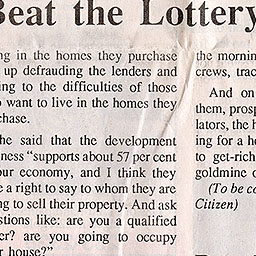 Beat the Lottery
ng in the homes they purchase
up defrauding the lenders and
ing to the difficulties of those
want to live in the homes they
chase.
he said that the development
ness “supports about 57 per cent
our economy, and I think they
e a right to say to whom they are
ng to sell their property. And ask
stions like: are you a qualified
er? are you going to occupy
r house?”
the mornin
crews, trac
And on
them, prosp
lators, the h
ing for a he
to get-rich
goldmine o
(To be co
Citizen)